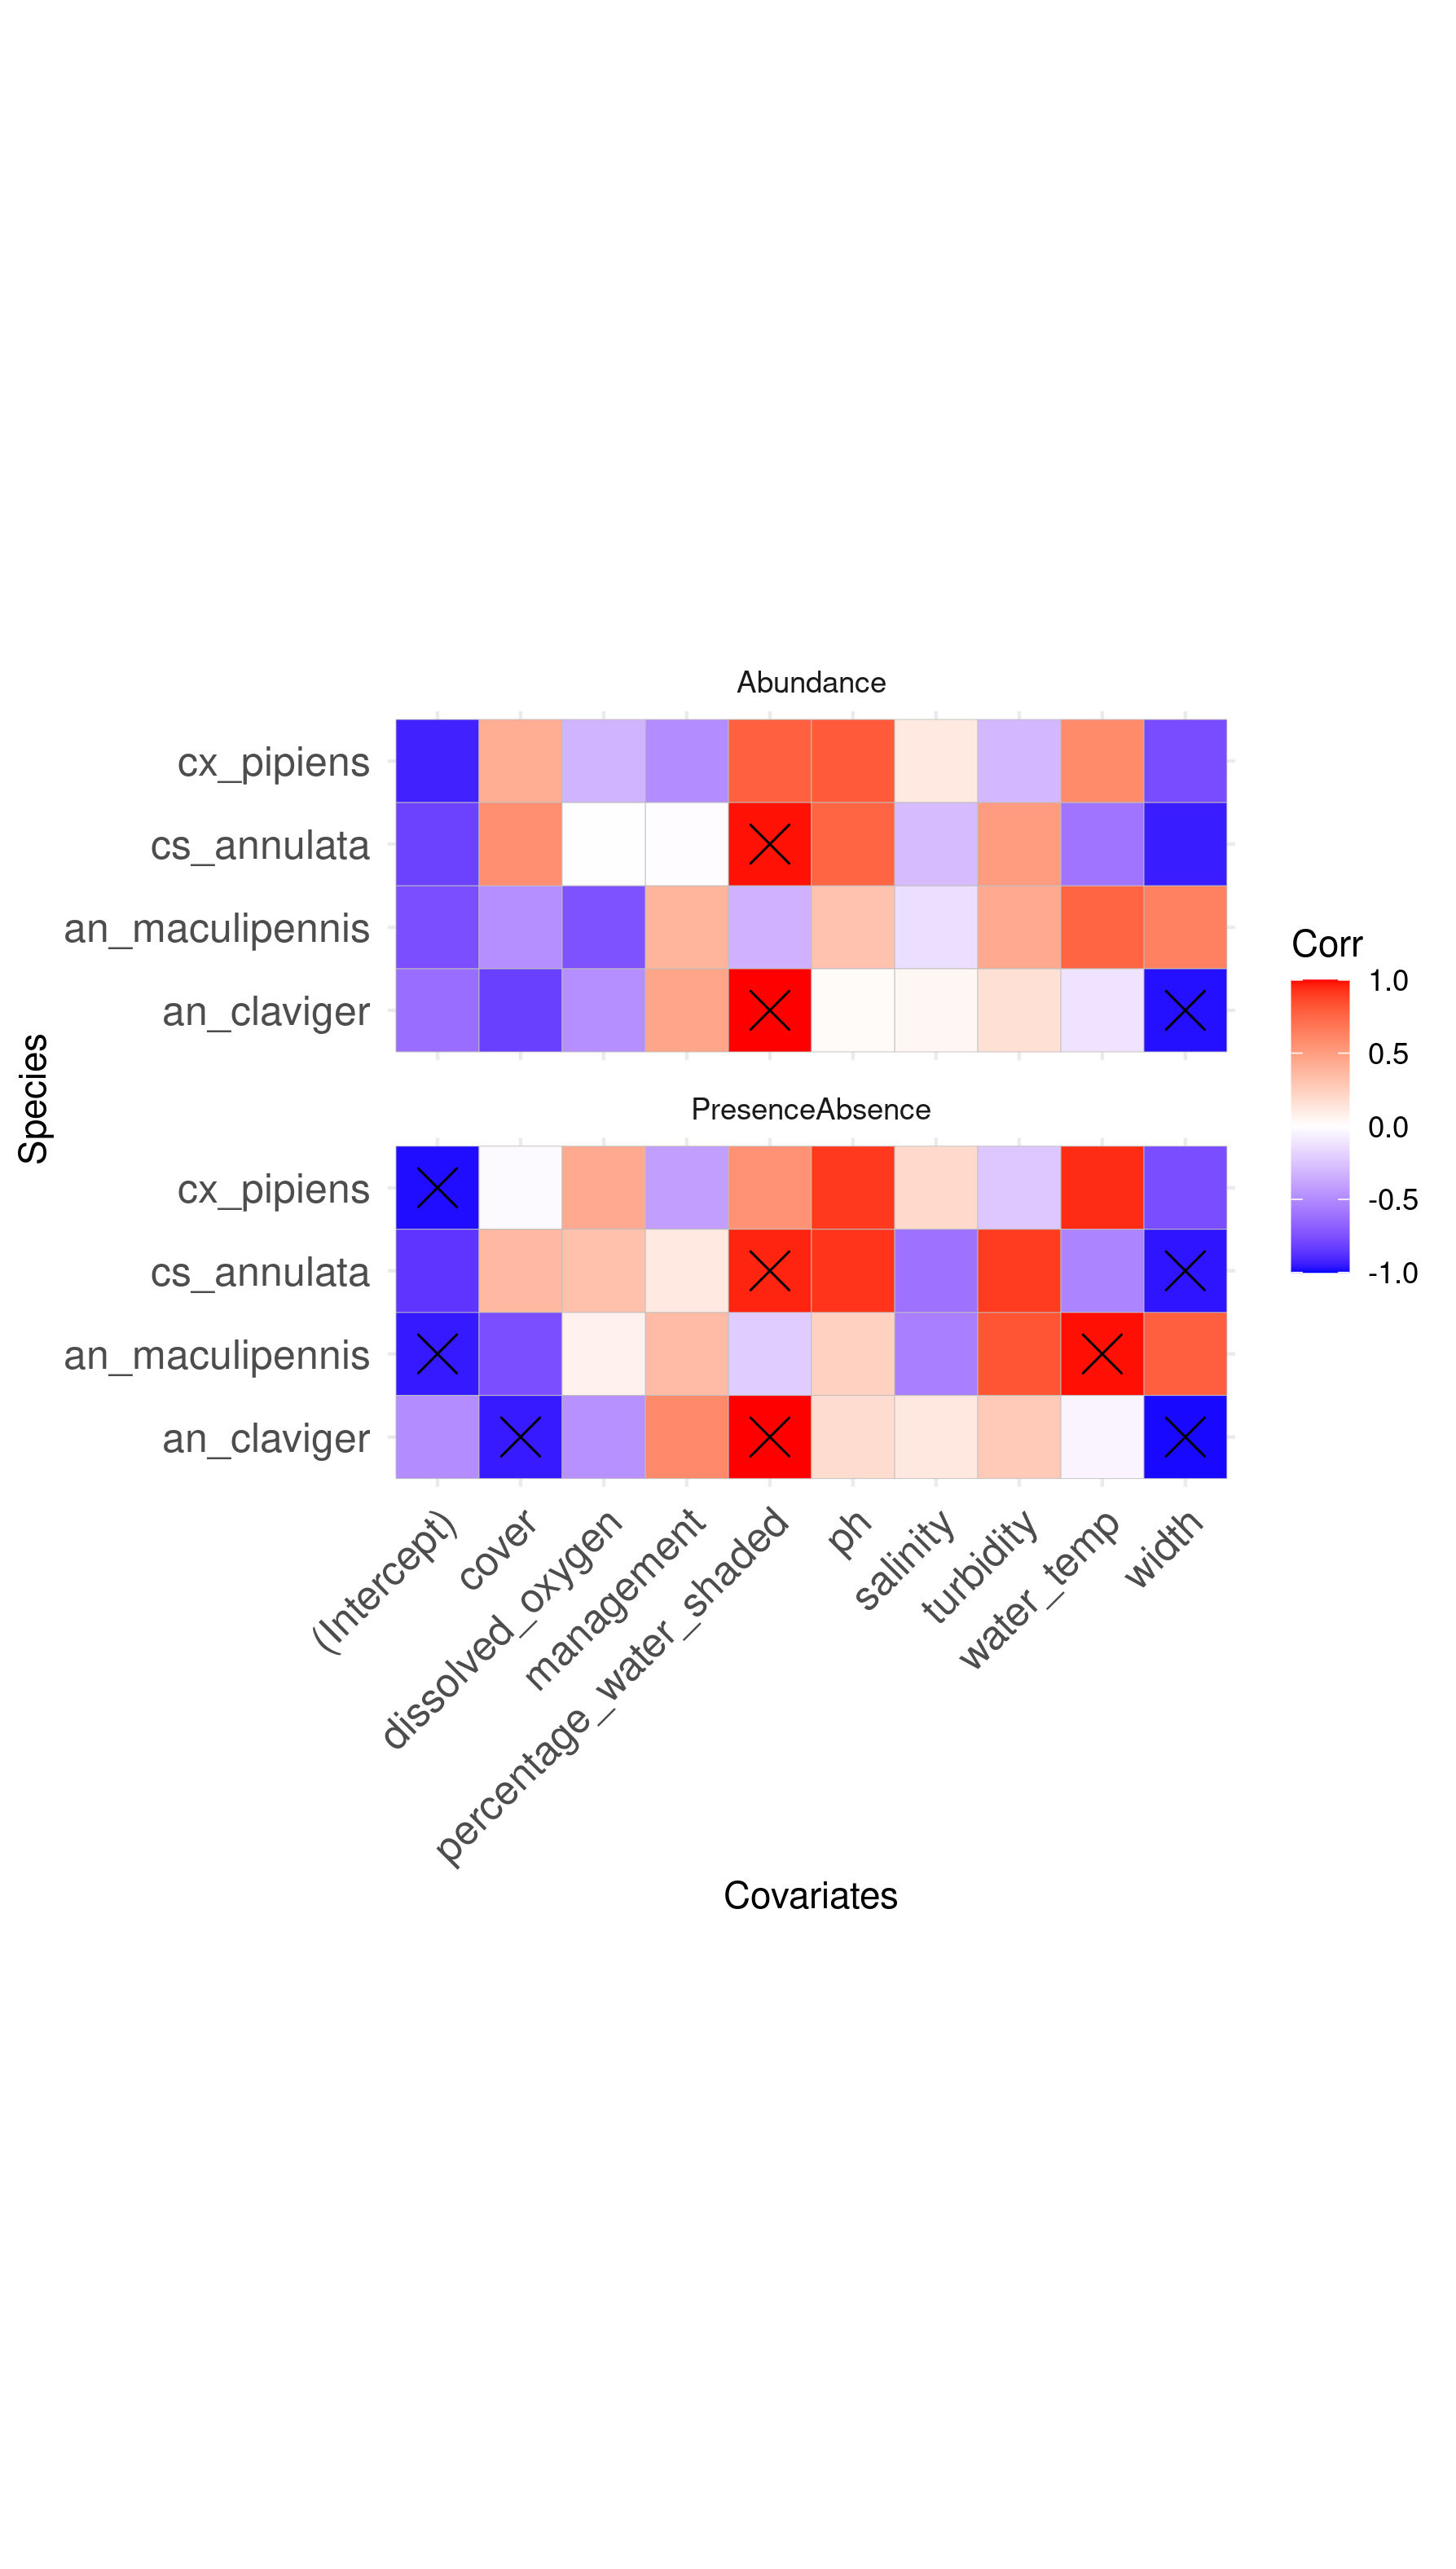 Abundance
cx_pipiens
cs_annulata
an_maculipennis
an_claviger
PresenceAbsence
cx_pipiens
cs_annulata
an_maculipennis
an_claviger
(Intercept)
cover
dissolved_oxygen
management
percentage_water_shaded
ph
salinity
turbidity
water_temp
width
Covariates
Species
Corr
1.0
0.5
0.0
-0.5
-1.0